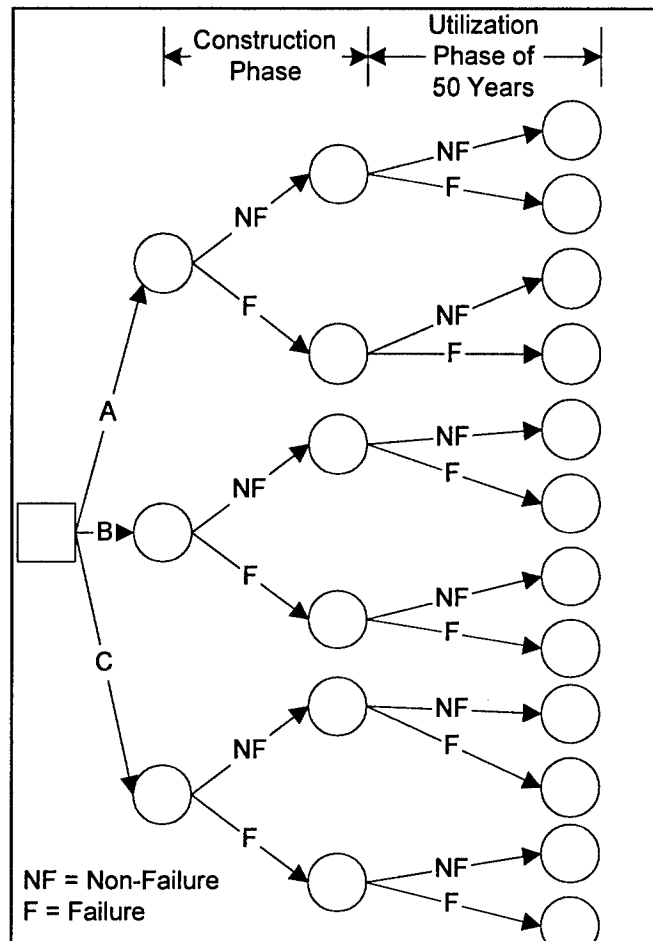 Construction
Phase
Utilization
Phase of
50 Years
NF
F
NF
F
NF
F
A
NF
F
NF
F
B
NF
F
C
NF
F
NF
F
NF
F
NF = Non-Failure
F = Failure